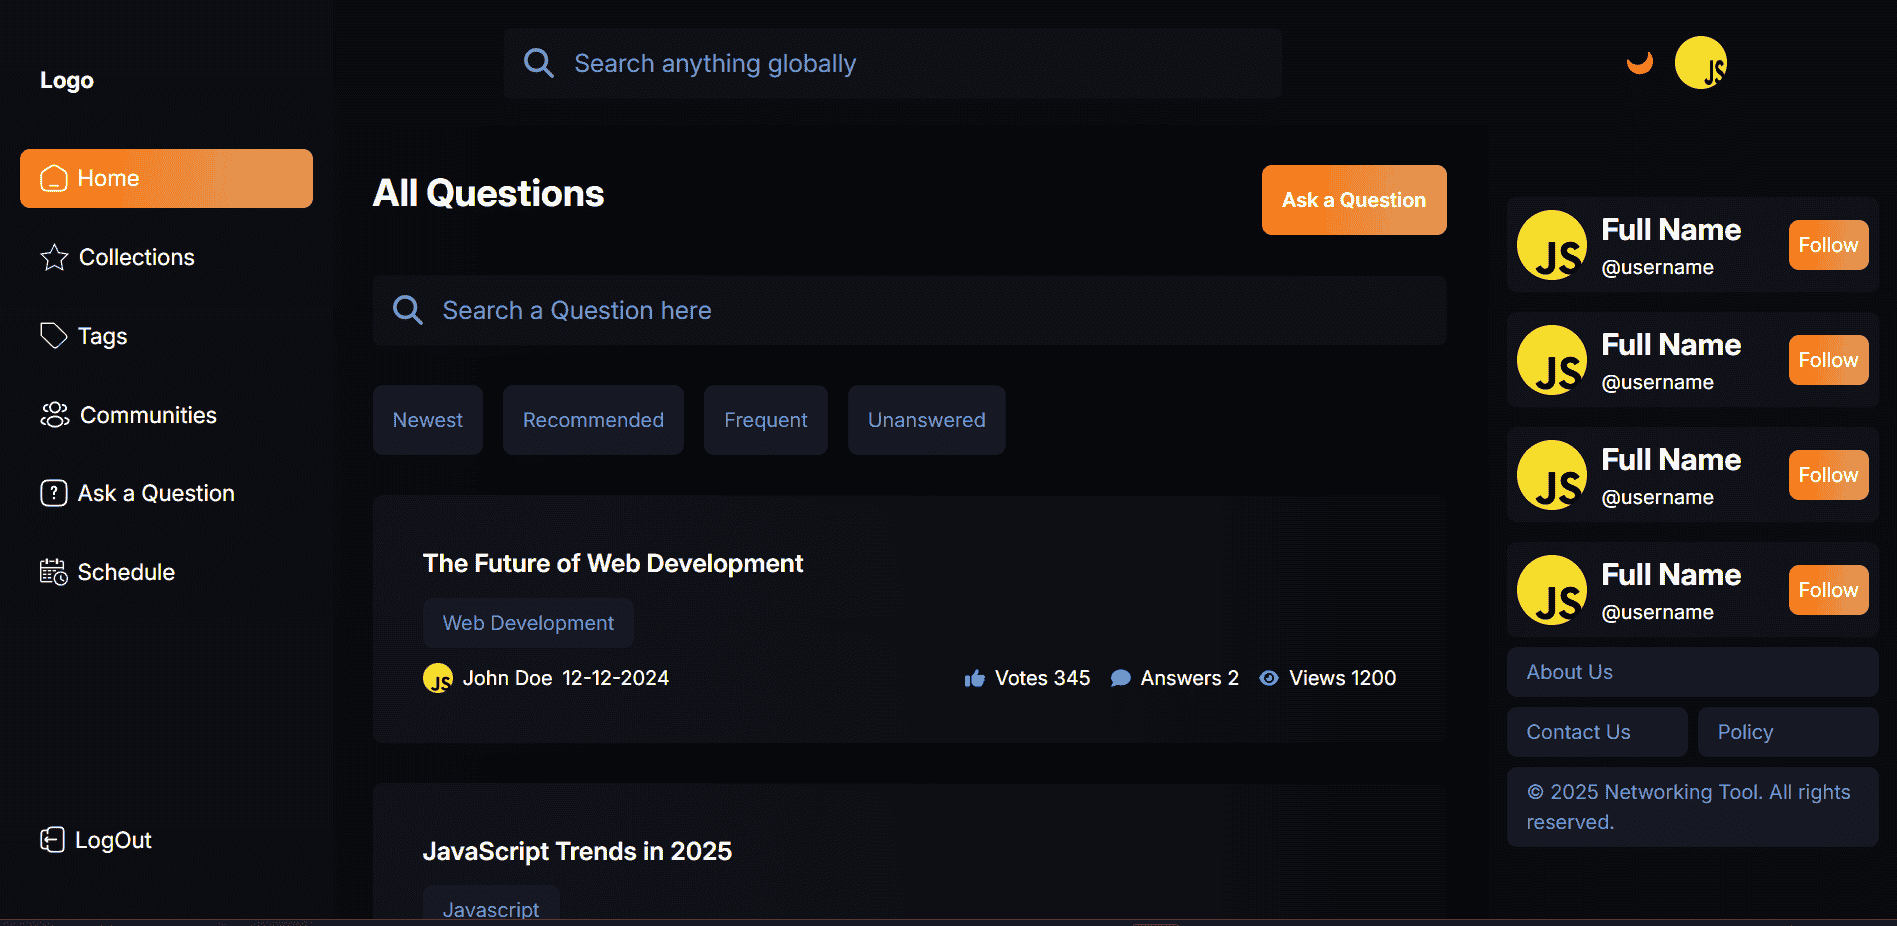 Logo
Home
Collections
Tags
Communities
Ask a Question
Schedule
LogOut
Search anything globally
JS
All Questions
Ask a Question
Search a Question here
Newest
Recommended
Frequent
Unanswered
The Future of Web Development
Web Development
JS John Doe 12-12-2024 Votes 345 Answers 2 Views 1200
JavaScript Trends in 2025
Javascript
JS Full Name Follow
@username
JS Full Name Follow
@username
JS Full Name Follow
@username
JS Full Name Follow
@username
About Us
Contact Us
Policy
© 2025 Networking Tool. All rights
reserved.